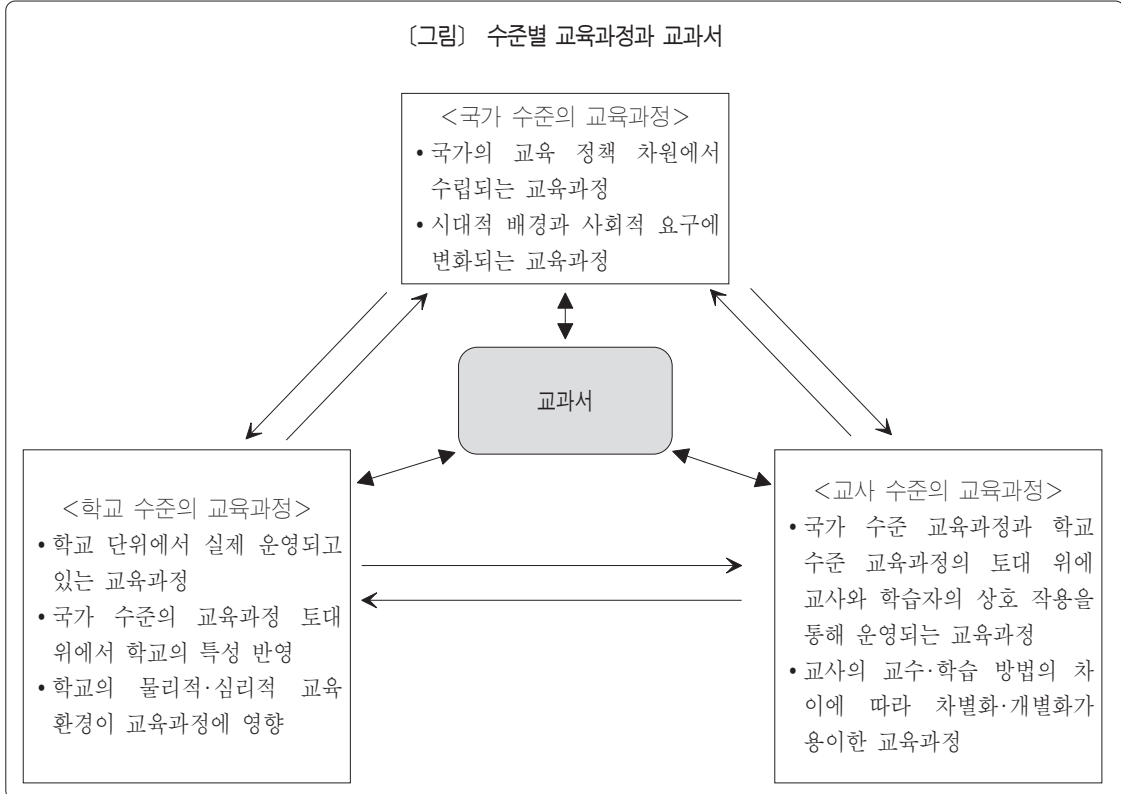 〔그림〕 수준별 교육과정과 교과서
<국가 수준의 교육과정>
• 국가의 교육 정책 차원에서
수립되는 교육과정
• 시대적 배경과 사회적 요구에
변화되는 교육과정
교과서
<학교 수준의 교육과정>
• 학교 단위에서 실제 운영되고
있는 교육과정
• 국가 수준의 교육과정 토대
위에서 학교의 특성 반영
• 학교의 물리적·심리적 교육
환경이 교육과정에 영향
<교사 수준의 교육과정>
• 국가 수준 교육과정과 학교
수준 교육과정의 토대 위에
교사와 학습자의 상호 작용을
통해 운영되는 교육과정
• 교사의 교수·학습 방법의 차
이에 따라 차별화·개별화가
용이한 교육과정